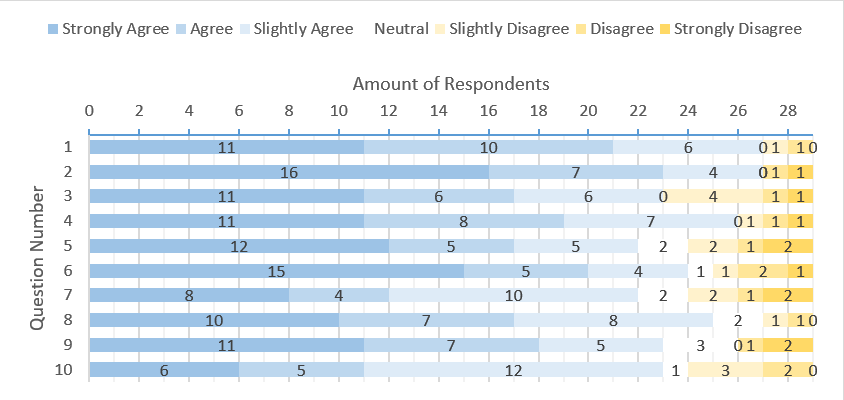 Strongly Agree Agree Slightly Agree Neutral Slightly Disagree Disagree Strongly Disagree
Amount of Respondents
0 2 4 6 8 10 12 14 16 18 20 22 24 26 28
Question Number
1 11 10 6 0 1 1 0
2 16 7 4 0 1 1
3 11 6 6 0 4 1 1
4 11 8 7 0 1 1 1
5 12 5 5 2 2 1 2
6 15 5 4 1 1 2 1
7 8 4 10 2 2 1 2
8 10 7 8 2 1 1 0
9 11 7 5 3 0 1 2
10 6 5 12 1 3 2 0